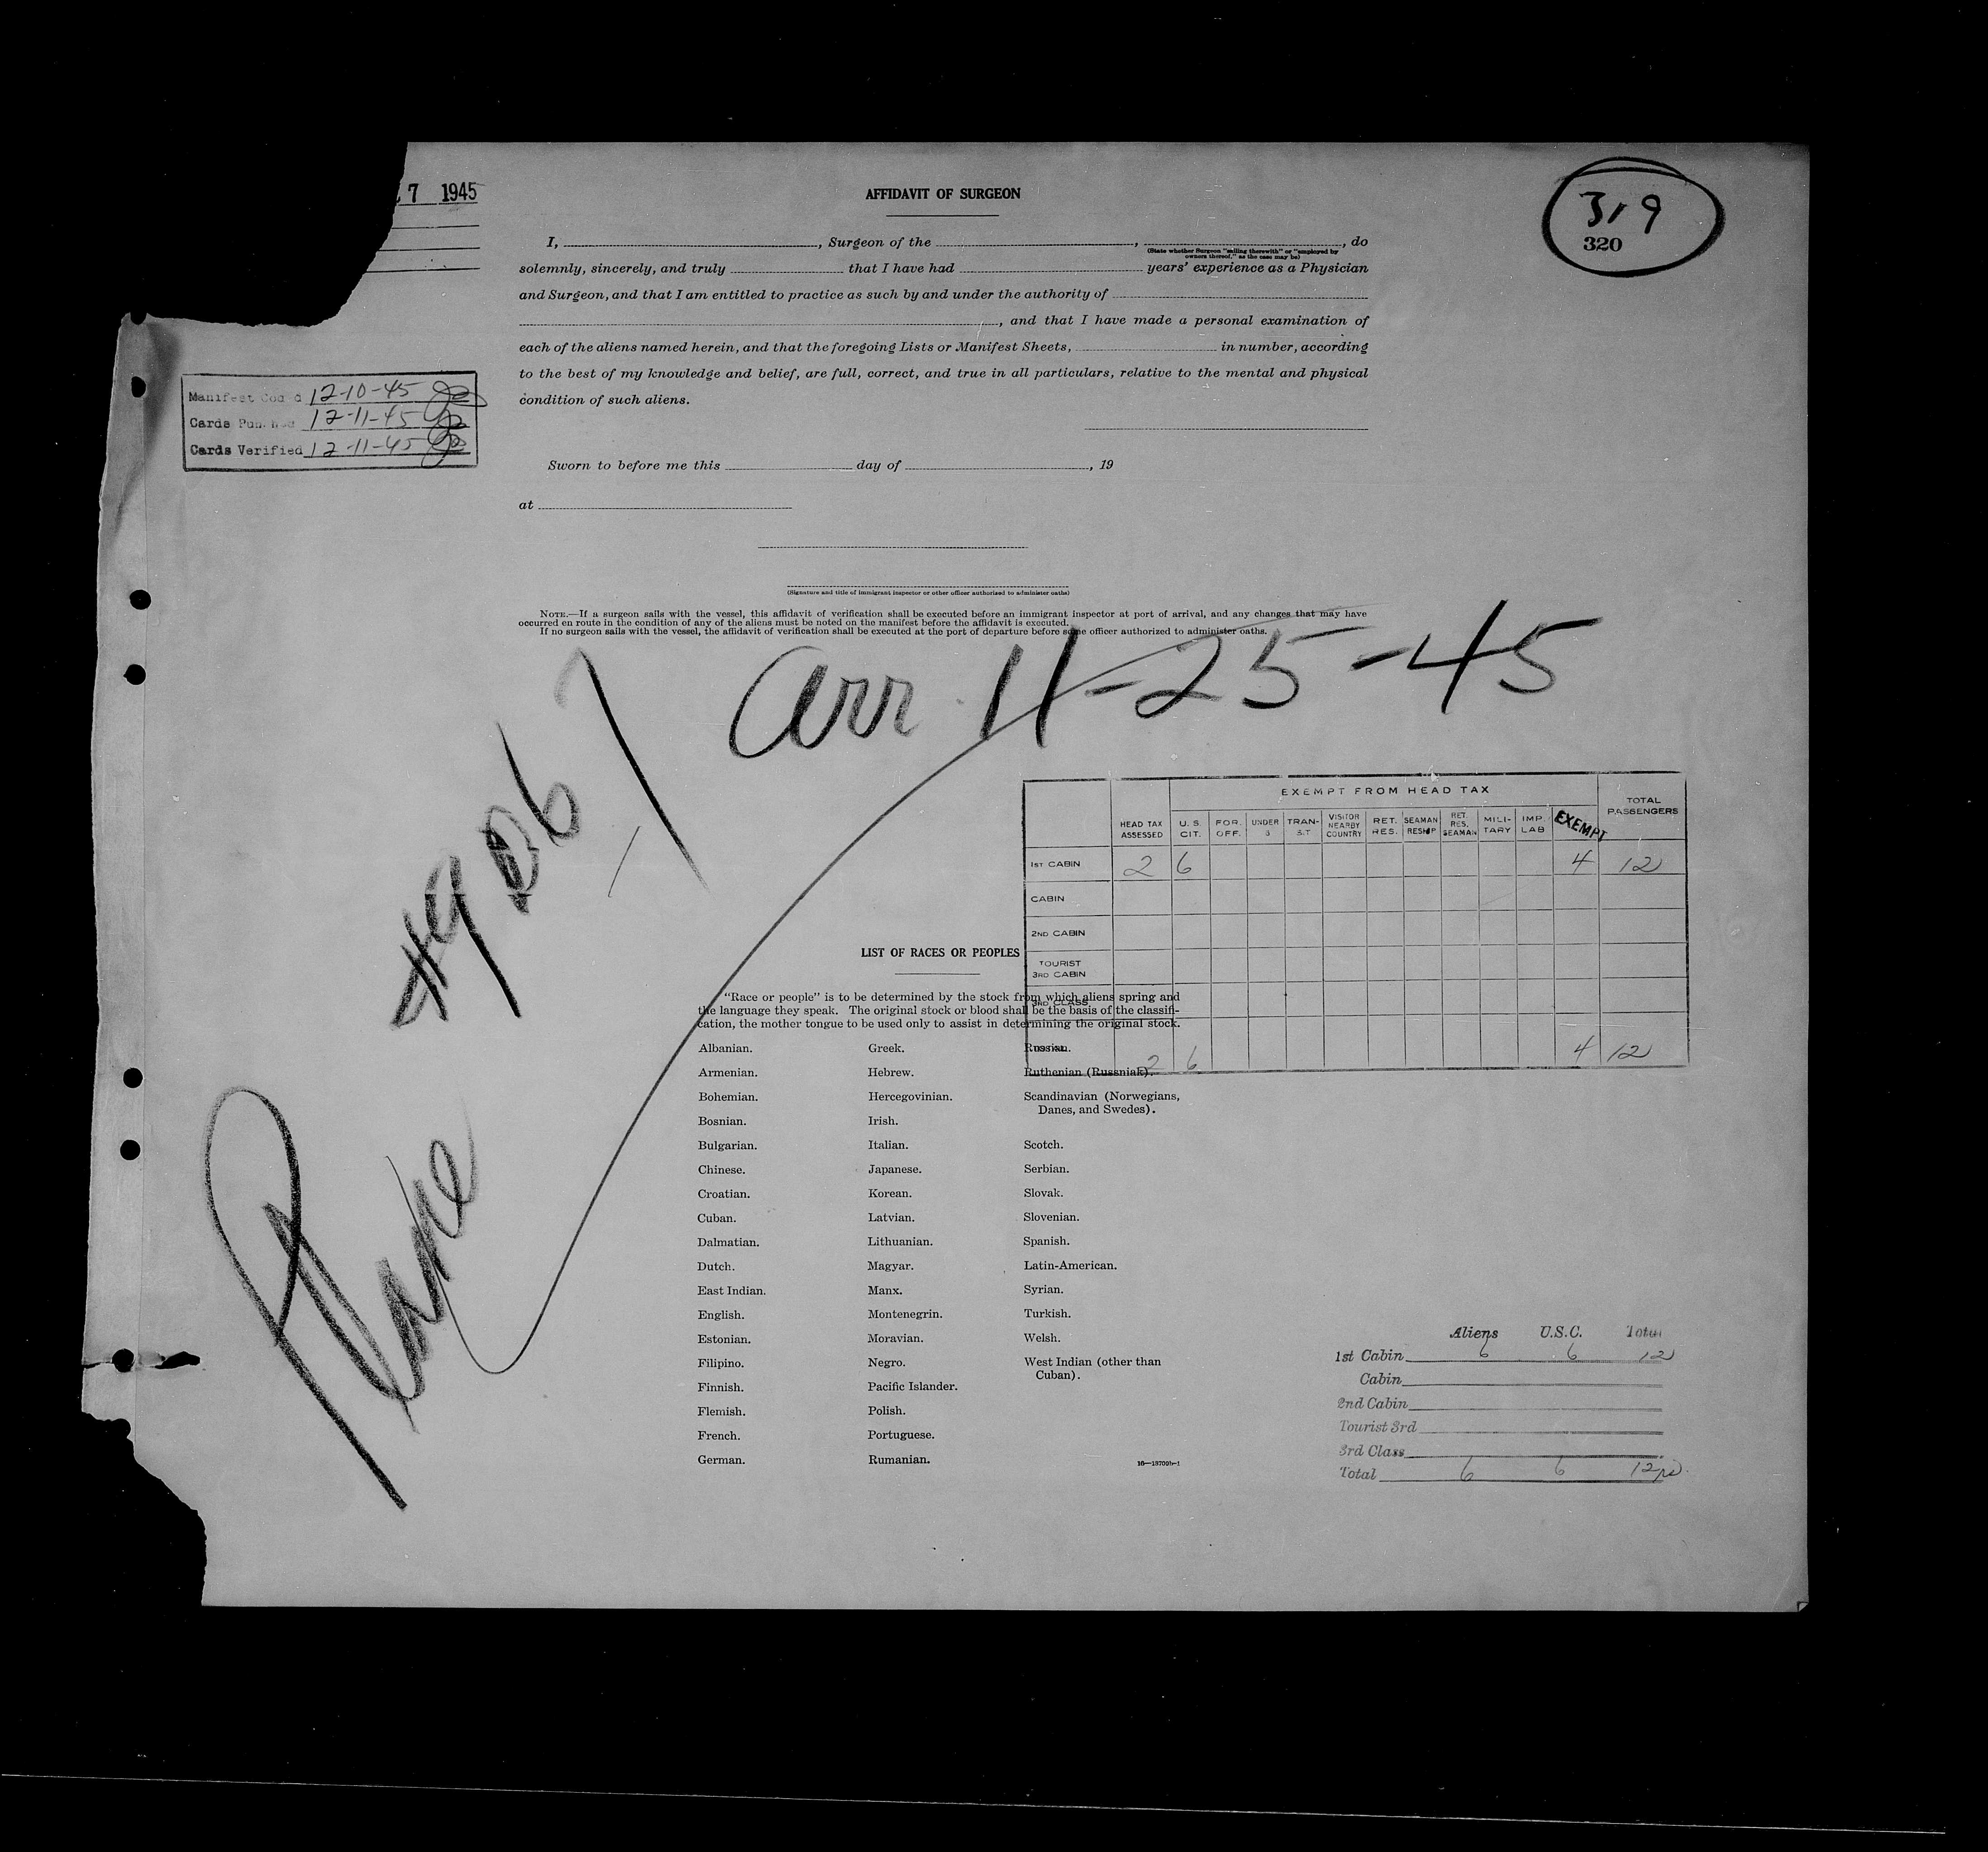 7 1945
AFFIDAVIT OF SURGEON
319
320
I, , Surgeon of the , , do
(State whether Surgeon "sailing therewith" or "employed by
owners thereof," as the case may be)
solemnly, sincerely, and truly that I have had years' experience as a Physician
and Surgeon, and that I am entitled to practice as such by and under the authority of
, and that I have made a personal examination of
each of the aliens named herein, and that the foregoing Lists or Manifest Sheets, in number, according
to the best of my knowledge and belief, are full, correct, and true in all particulars, relative to the mental and physical
condition of such aliens.
Manifest Cod d 12-10-45
Cards Punched 12-11-45
Cards Verified 12-11-45
Sworn to before me this day of , 19
at
(Signature and title of immigrant inspector or other officer authorized to administer oaths)
NOTE.—If a surgeon sails with the vessel, this affidavit of verification shall be executed before an immigrant inspector at port of arrival, and any changes that may have
occurred en route in the condition of any of the aliens must be noted on the manifest before the affidavit is executed.
If no surgeon sails with the vessel, the affidavit of verification shall be executed at the port of departure before some officer authorized to administer oaths.
arr 11-25-45
Plane
EXEMPT FROM HEAD TAX
HEAD TAX ASSESSED U. S. CIT. FOR. OFF. UNDER TRAN- S.T VISITOR NEARBY COUNTRY RET. RES. SEAMAN RESHIP RET. RES. SEAMAN MILI- TARY IMP. LAB EXEMPT TOTAL PASSENGERS
1ST CABIN 2 6 4 12
CABIN
2ND CABIN
TOURIST
3RD CABIN
3RD CLASS
2 6 4 12
LIST OF RACES OR PEOPLES
"Race or people" is to be determined by the stock from which aliens spring and
the language they speak. The original stock or blood shall be the basis of the classifi-
cation, the mother tongue to be used only to assist in determining the original stock.
Albanian. Greek. Russian.
Armenian. Hebrew. Ruthenian (Russniak).
Bohemian. Hercegovinian. Scandinavian (Norwegians,
Danes, and Swedes).
Bosnian. Irish.
Bulgarian. Italian. Scotch.
Chinese. Japanese. Serbian.
Croatian. Korean. Slovak.
Cuban. Latvian. Slovenian.
Dalmatian. Lithuanian. Spanish.
Dutch. Magyar. Latin-American.
East Indian. Manx. Syrian.
English. Montenegrin. Turkish.
Estonian. Moravian. Welsh.
Filipino. Negro. West Indian (other than
Cuban).
Finnish. Pacific Islander.
Flemish. Polish.
French. Portuguese.
German. Rumanian.
Aliens U.S.C. Total
1st Cabin 6 6 12
Cabin
2nd Cabin
Tourist 3rd
3rd Class
Total 6 6 12